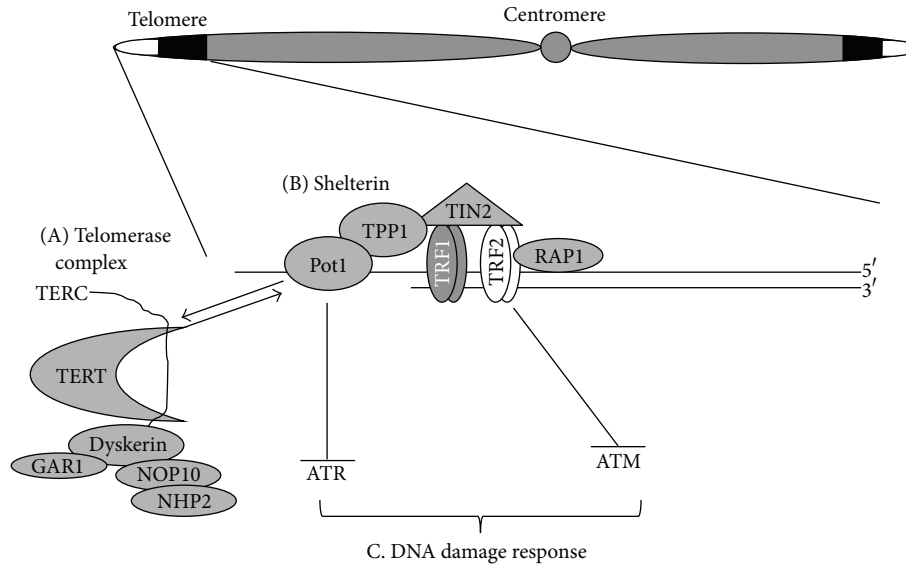 Telomere
Centromere
(B) Shelterin
TIN2
TPP1
(A) Telomerase
complex
Pot1
TRF1
TRF2
RAP1
5′
3′
TERC
TERT
Dyskerin
GAR1
NOP10
NHP2
ATR
ATM
C. DNA damage response